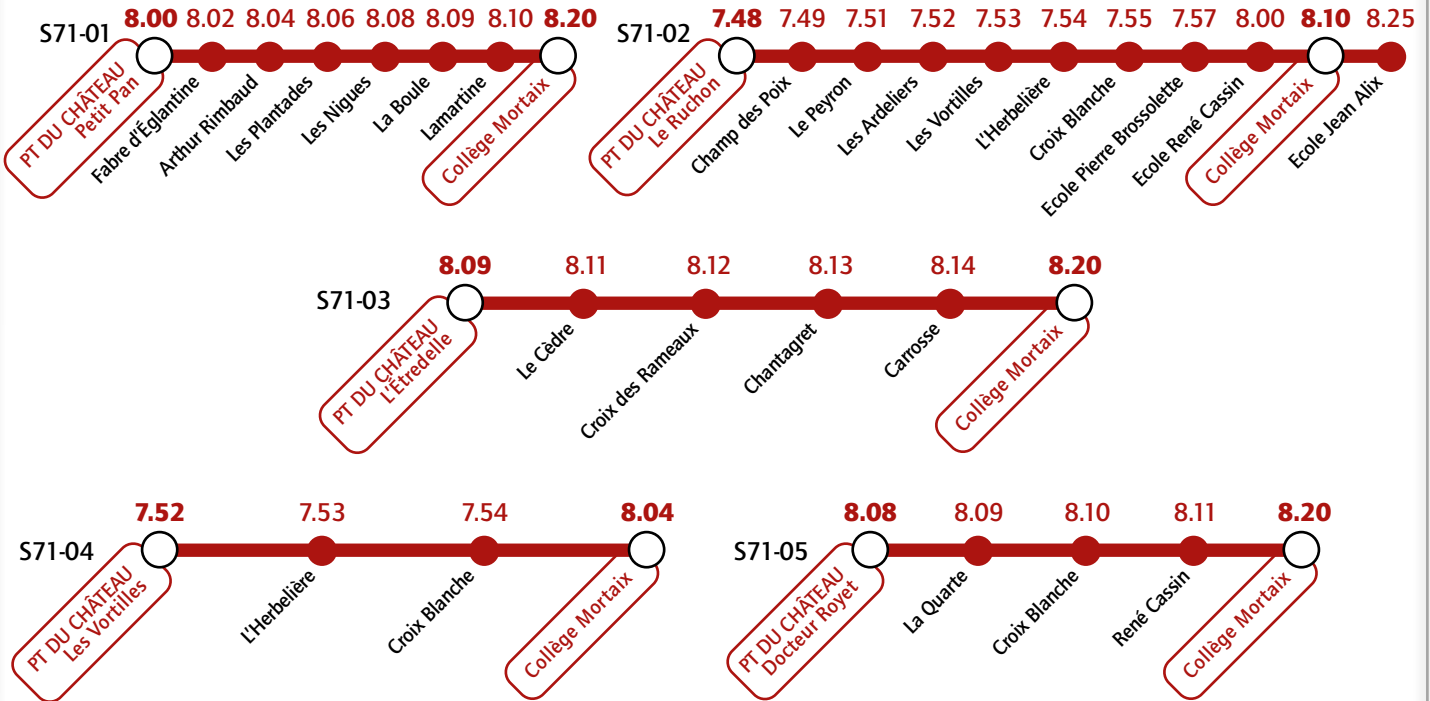 8.00 8.02 8.04 8.06 8.08 8.09 8.10 8.20
S71-01
PT DU CHÂTEAU
Petit Pan
Fabre d'Églantine
Arthur Rimbaud
Les Plantades
Les Nigues
La Boule
Lamartine
Collège Mortaix
7.48 7.49 7.51 7.52 7.53 7.54 7.55 7.57 8.00 8.10 8.25
S71-02
PT DU CHÂTEAU
Le Ruchon
Champ des Poix
Le Peyron
Les Ardeliers
Les Vortilles
L'Herbelière
Croix Blanche
Ecole Pierre Brossolette
Ecole René Cassin
Collège Mortaix
Ecole Jean Alix
8.09 8.11 8.12 8.13 8.14 8.20
S71-03
PT DU CHÂTEAU
L'Étredelle
Le Cèdre
Croix des Rameaux
Chantagret
Carrosse
Collège Mortaix
7.52 7.53 7.54 8.04
S71-04
PT DU CHÂTEAU
Les Vortilles
L'Herbelière
Croix Blanche
Collège Mortaix
8.08 8.09 8.10 8.11 8.20
S71-05
PT DU CHÂTEAU
Docteur Royet
La Quarte
Croix Blanche
René Cassin
Collège Mortaix